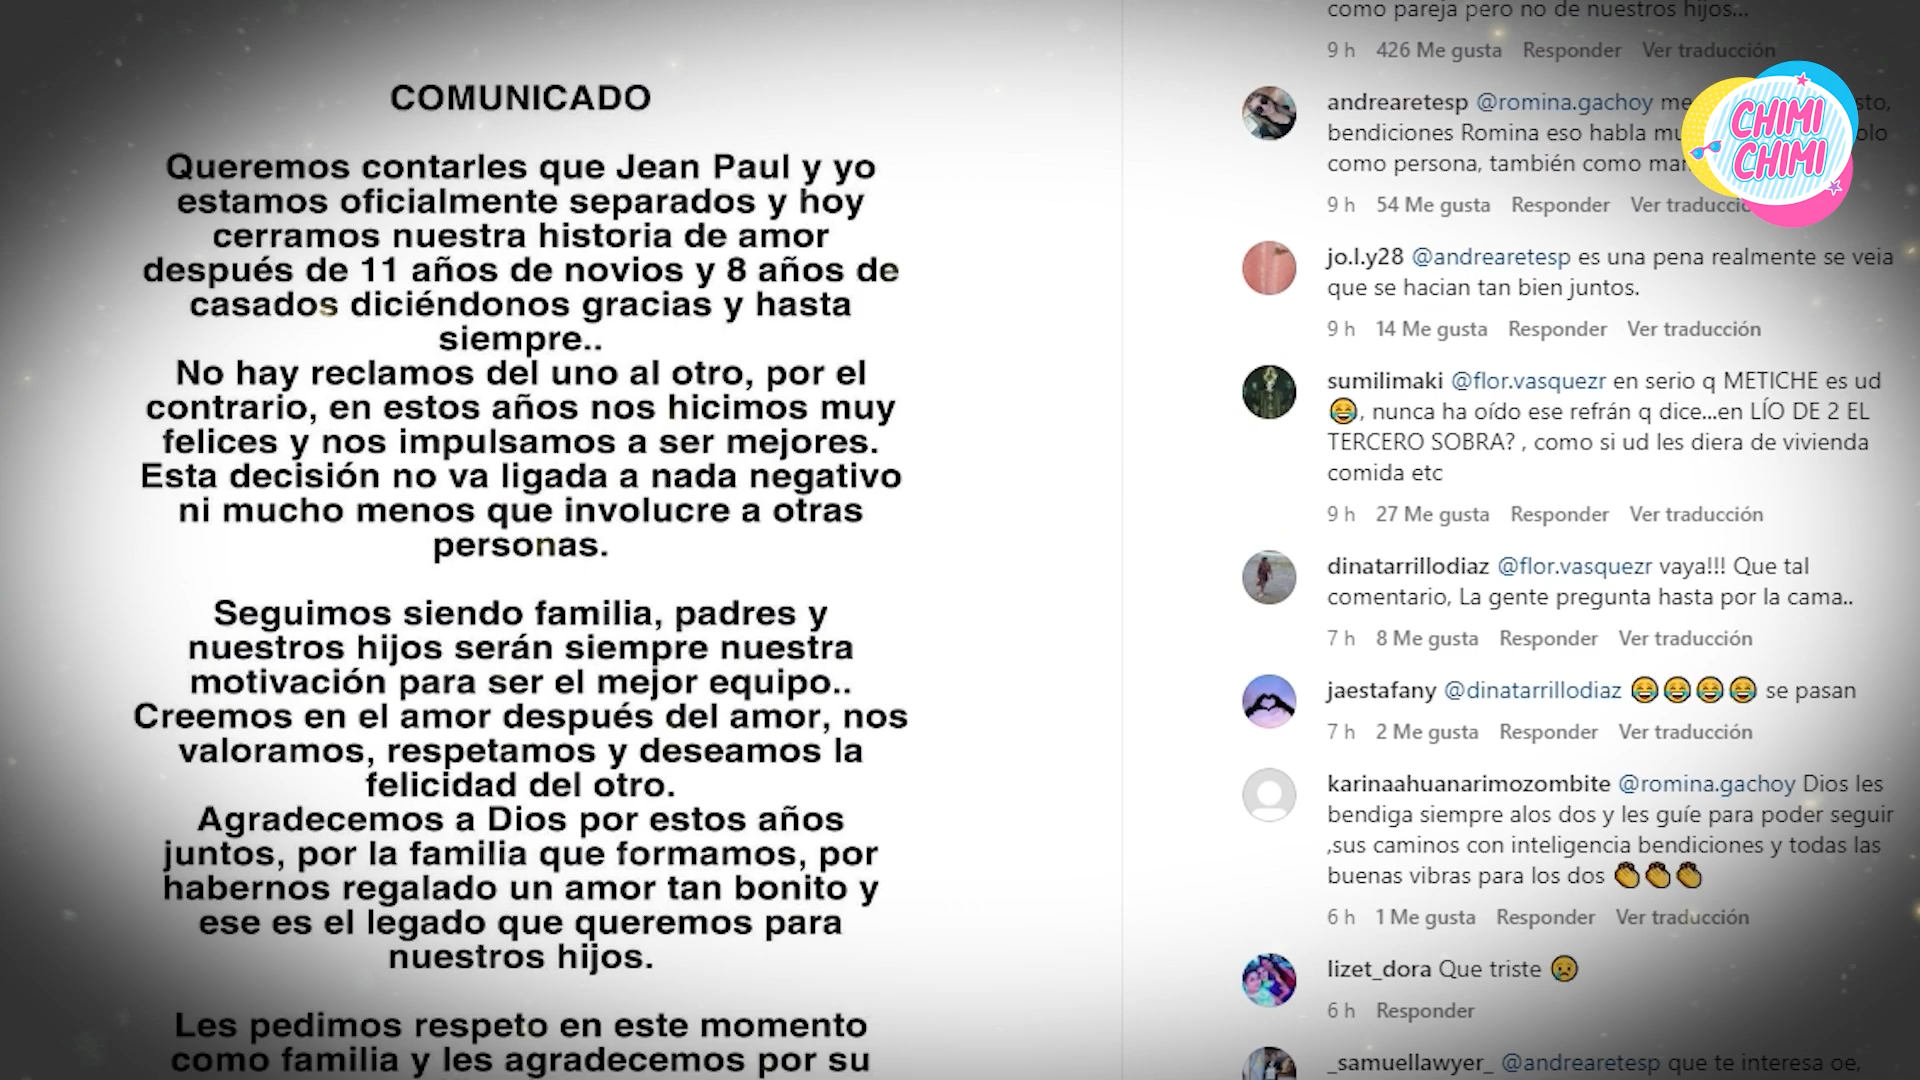 COMUNICADO
Queremos contarles que Jean Paul y yo
estamos oficialmente separados y hoy
cerramos nuestra historia de amor
después de 11 años de novios y 8 años de
casados diciéndonos gracias y hasta
siempre..
No hay reclamos del uno al otro, por el
contrario, en estos años nos hicimos muy
felices y nos impulsamos a ser mejores.
Esta decisión no va ligada a nada negativo
ni mucho menos que involucre a otras
personas.
Seguimos siendo familia, padres y
nuestros hijos serán siempre nuestra
motivación para ser el mejor equipo..
Creemos en el amor después del amor, nos
valoramos, respetamos y deseamos la
felicidad del otro.
Agradecemos a Dios por estos años
juntos, por la familia que formamos, por
habernos regalado un amor tan bonito y
ese es el legado que queremos para
nuestros hijos.
Les pedimos respeto en este momento
como familia y les agradecemos por su
como pareja pero no de nuestros hijos...
9 h 426 Me gusta Responder Ver traducción
andrearetesp @romina.gachoy me
bendiciones Romina eso habla
como persona, también como
9 h 54 Me gusta Responder Ver
jo.l.y28 @andrearetesp es una pena realmente se veia
que se hacian tan bien juntos.
9 h 14 Me gusta Responder Ver traducción
sumilimaki @flor.vasquezr en serio q METICHE es ud
😂, nunca ha oído ese refrán q dice...en LÍO DE 2 EL
TERCERO SOBRA? , como si ud les diera de vivienda
comida etc
9 h 27 Me gusta Responder Ver traducción
dinatarrillodiaz @flor.vasquezr vaya!!! Que tal
comentario, La gente pregunta hasta por la cama..
7 h 8 Me gusta Responder Ver traducción
jaestafany @dinatarrillodiaz 😂😂😂😂 se pasan
7 h 2 Me gusta Responder Ver traducción
karinaahuanarimozombite @romina.gachoy Dios les
bendiga siempre alos dos y les guíe para poder seguir
,sus caminos con inteligencia bendiciones y todas las
buenas vibras para los dos 👏👏👏
6 h 1 Me gusta Responder Ver traducción
lizet_dora Que triste 😢
6 h Responder
_samuellawyer_ @andrearetesp que te interesa oe,
CHIMI
CHIMI